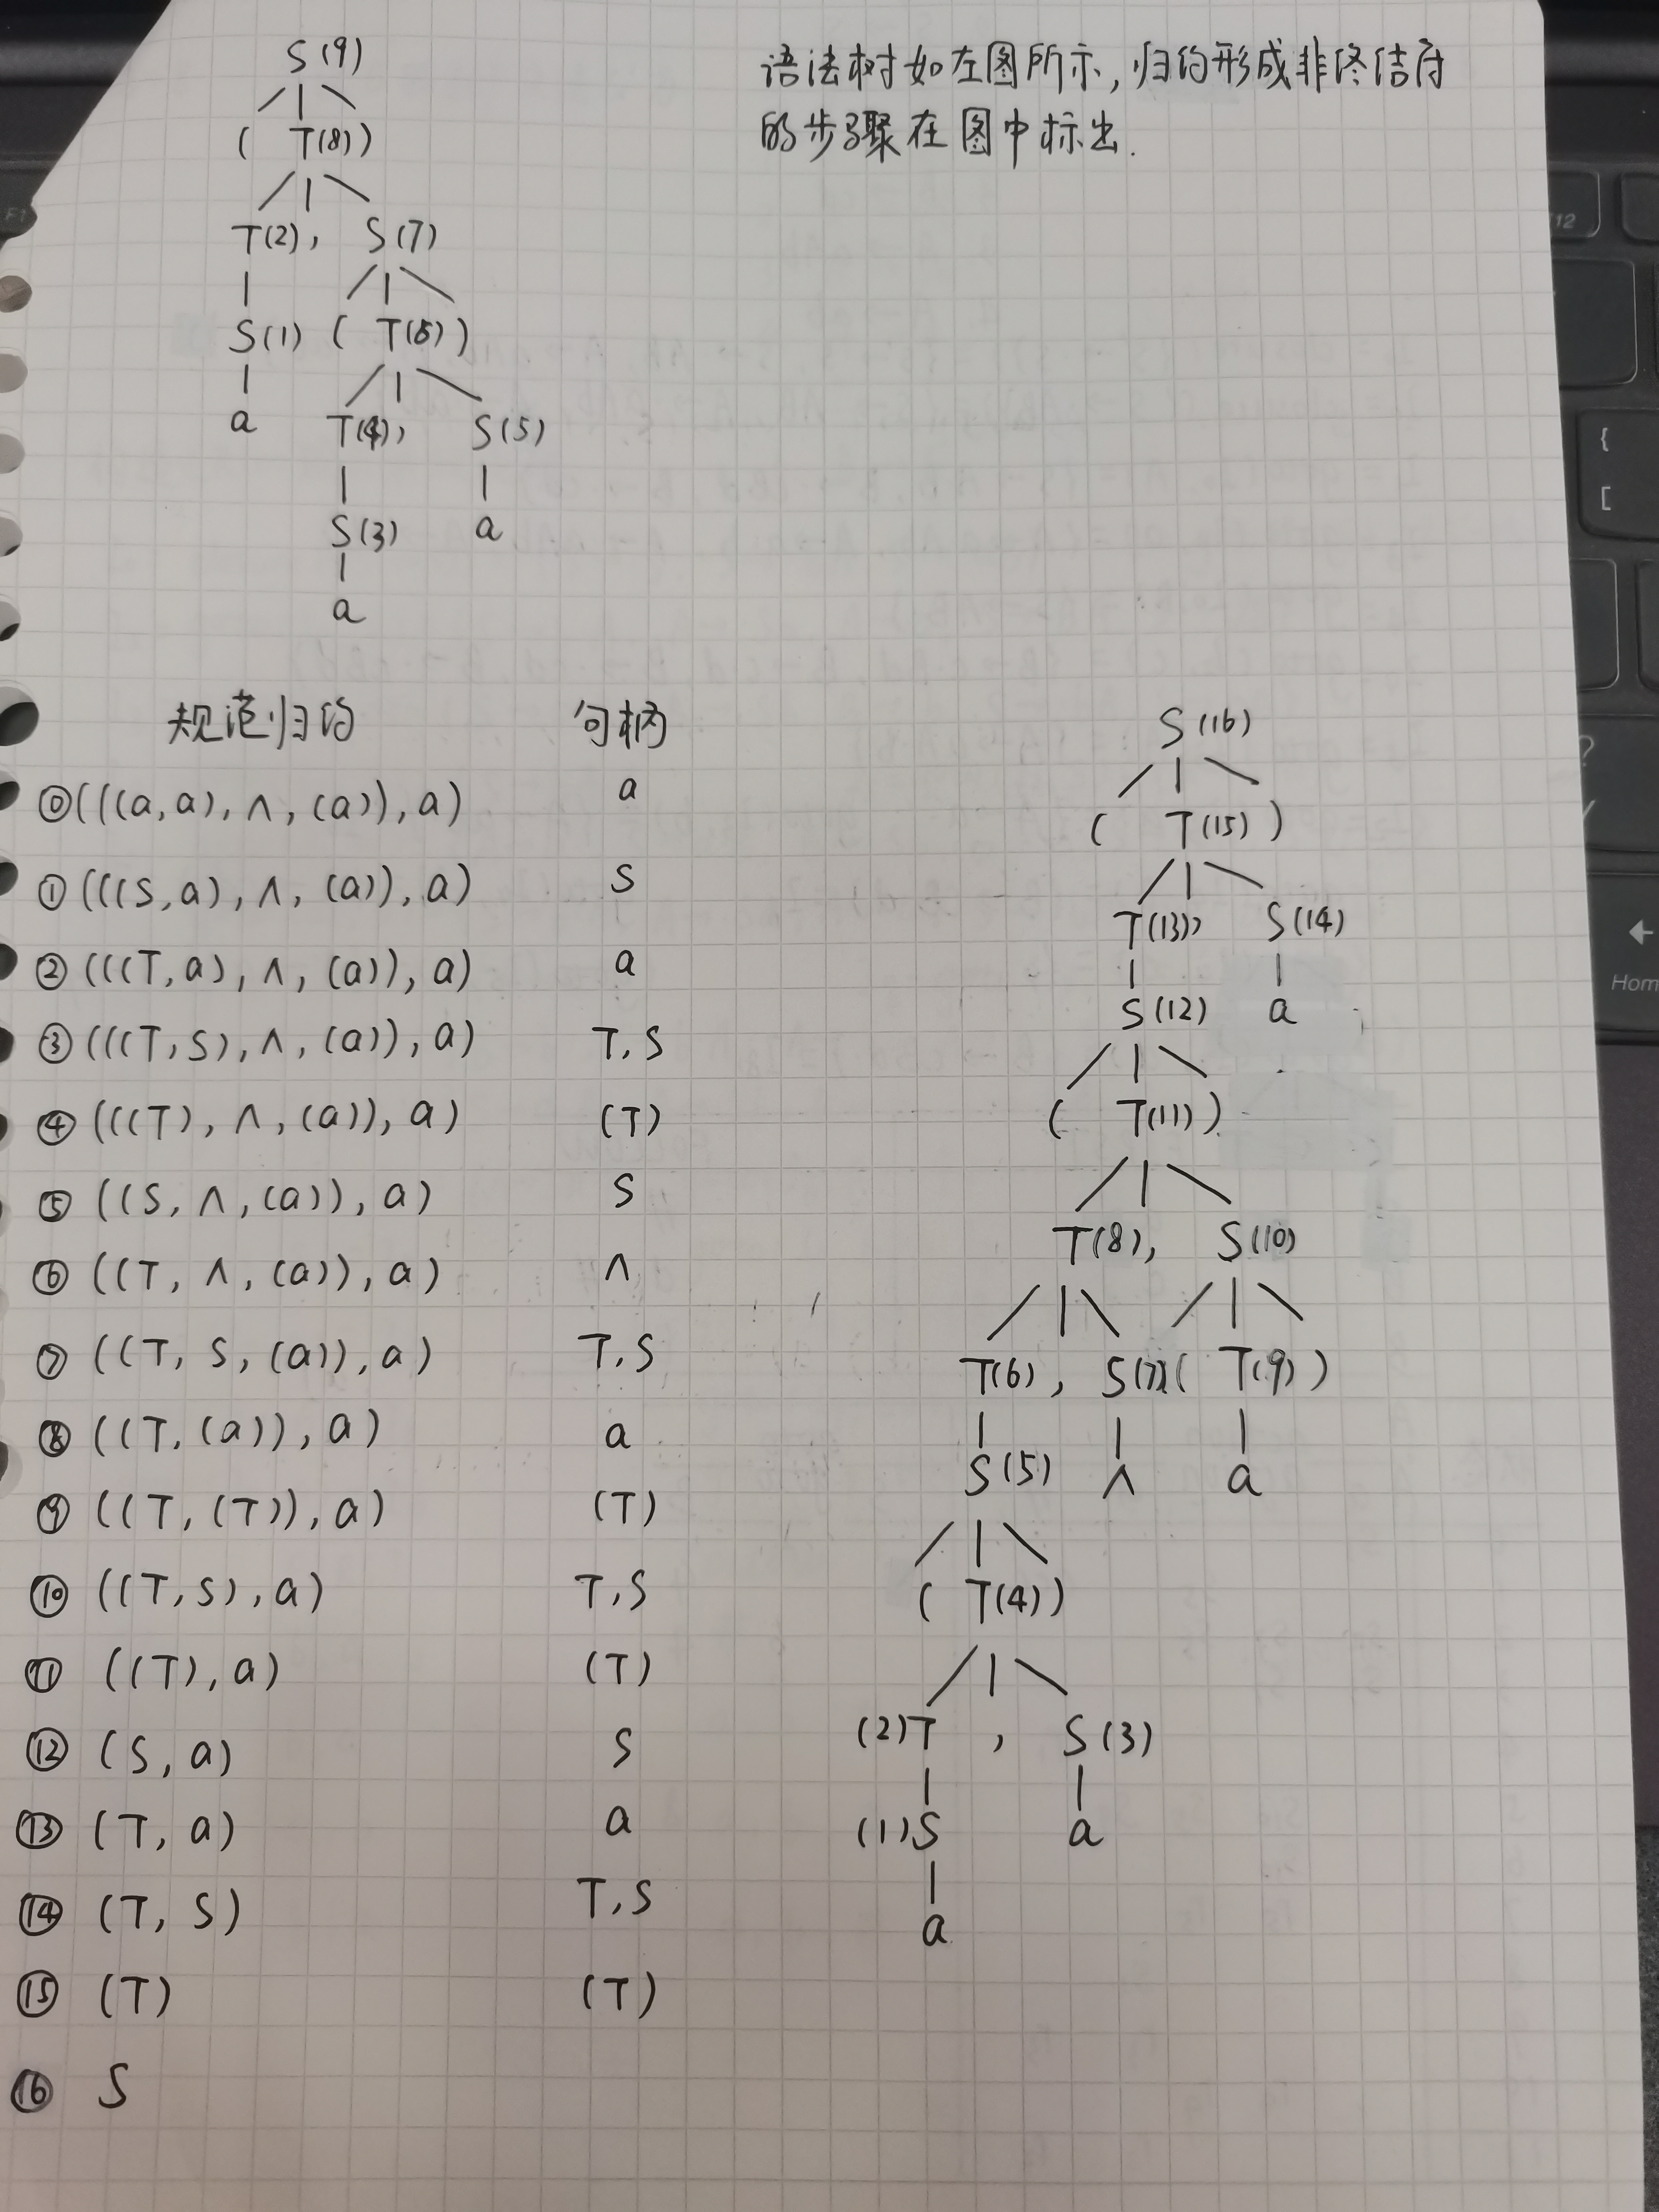 语法树如左图所示,归约形成非终结符
的步骤在图中标出.
S(9)
( T(8))
T(2), S(7)
S(1) ( T(6))
a T(4), S(5)
S(3) a
a
规范归约 句柄
⓪(((a,a),∧,(a)),a) a
①(((S,a),∧,(a)),a) S
②(((T,a),∧,(a)),a) a
③(((T,S),∧,(a)),a) T,S
④(((T),∧,(a)),a) (T)
⑤((S,∧,(a)),a) S
⑥((T,∧,(a)),a) ∧
⑦((T,S,(a)),a) T,S
⑧((T,(a)),a) a
⑨((T,(T)),a) (T)
⑩((T,S),a) T,S
⑪((T),a) (T)
⑫(S,a) S
⑬(T,a) a
⑭(T,S) T,S
⑮(T) (T)
⑯ S
S(16)
( T(15) )
T(13), S(14)
S(12) a
( T(11))
T(8), S(10)
T(6), S(7)( T(9) )
S(5) ∧ a
( T(4))
(2)T , S(3)
(1)S a
a
F1
12
{
[
?
/
←
Hom